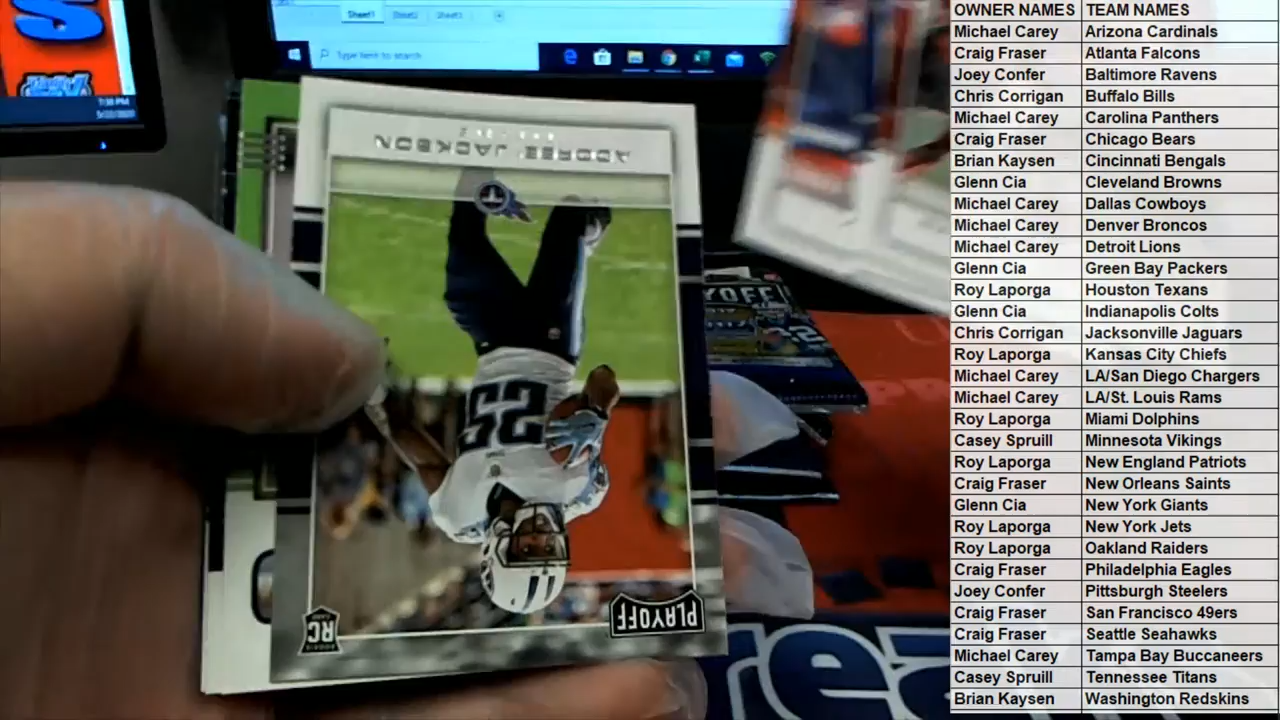 Sheet1 Sheet2 Sheet3
Type here to search
S
7:38 PM
ADOREE' JACKSON
25
RC
PLAYOFF
OWNER NAMES TEAM NAMES
Michael Carey Arizona Cardinals
Craig Fraser Atlanta Falcons
Joey Confer Baltimore Ravens
Chris Corrigan Buffalo Bills
Michael Carey Carolina Panthers
Craig Fraser Chicago Bears
Brian Kaysen Cincinnati Bengals
Glenn Cia Cleveland Browns
Michael Carey Dallas Cowboys
Michael Carey Denver Broncos
Michael Carey Detroit Lions
Glenn Cia Green Bay Packers
Roy Laporga Houston Texans
Glenn Cia Indianapolis Colts
Chris Corrigan Jacksonville Jaguars
Roy Laporga Kansas City Chiefs
Michael Carey LA/San Diego Chargers
Michael Carey LA/St. Louis Rams
Roy Laporga Miami Dolphins
Casey Spruill Minnesota Vikings
Roy Laporga New England Patriots
Craig Fraser New Orleans Saints
Glenn Cia New York Giants
Roy Laporga New York Jets
Roy Laporga Oakland Raiders
Craig Fraser Philadelphia Eagles
Joey Confer Pittsburgh Steelers
Craig Fraser San Francisco 49ers
Craig Fraser Seattle Seahawks
Michael Carey Tampa Bay Buccaneers
Casey Spruill Tennessee Titans
Brian Kaysen Washington Redskins